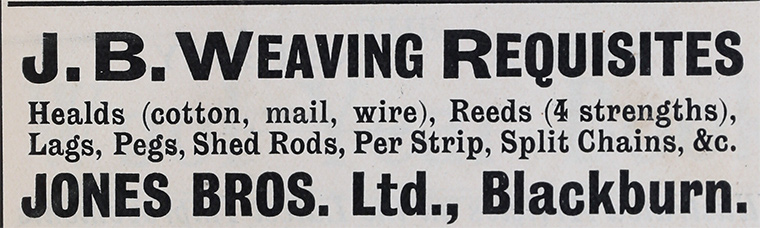 J. B. WEAVING REQUISITES
Healds (cotton, mail, wire), Reeds (4 strengths),
Lags, Pegs, Shed Rods, Per Strip, Split Chains, &c.
JONES BROS. Ltd., Blackburn.